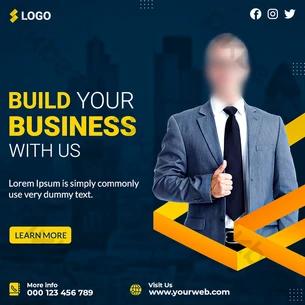 LOGO
BUILD YOUR
BUSINESS
WITH US
Lorem Ipsum is simply commonly
use very dummy text.
LEARN MORE
More info
000 123 456 789
Visit Us
www.yourweb.com